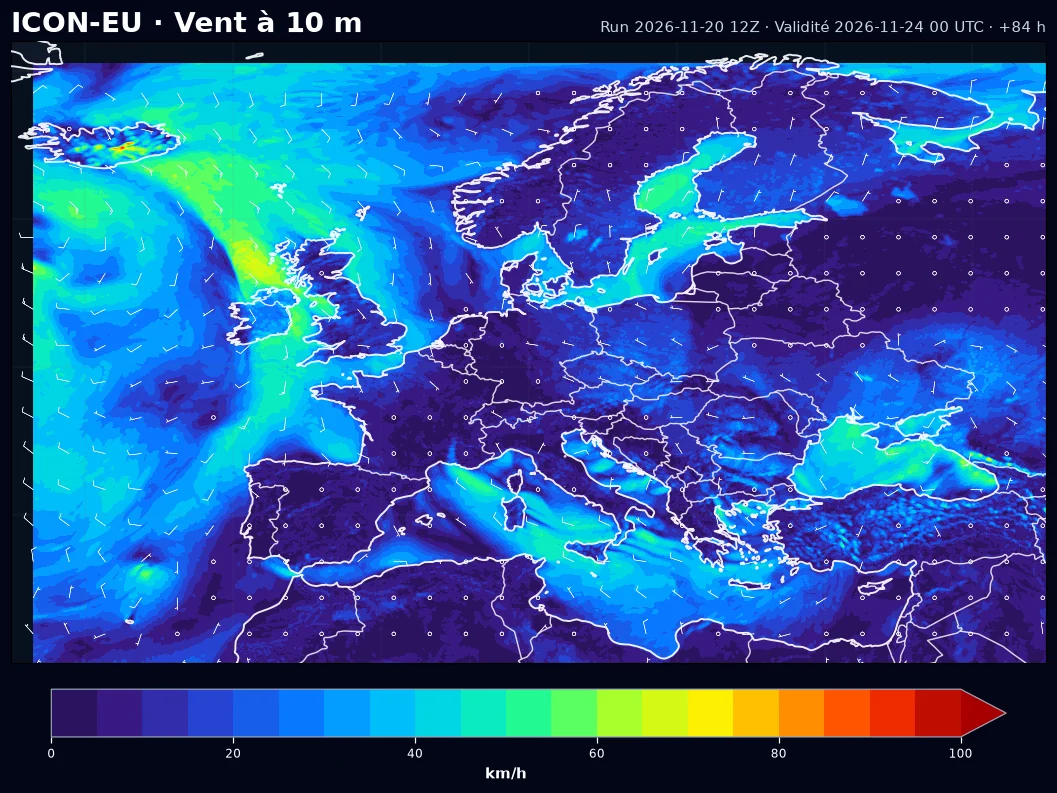 ICON-EU · Vent à 10 m
Run 2026-11-20 12Z · Validité 2026-11-24 00 UTC · +84 h
0 20 40 60 80 100
km/h